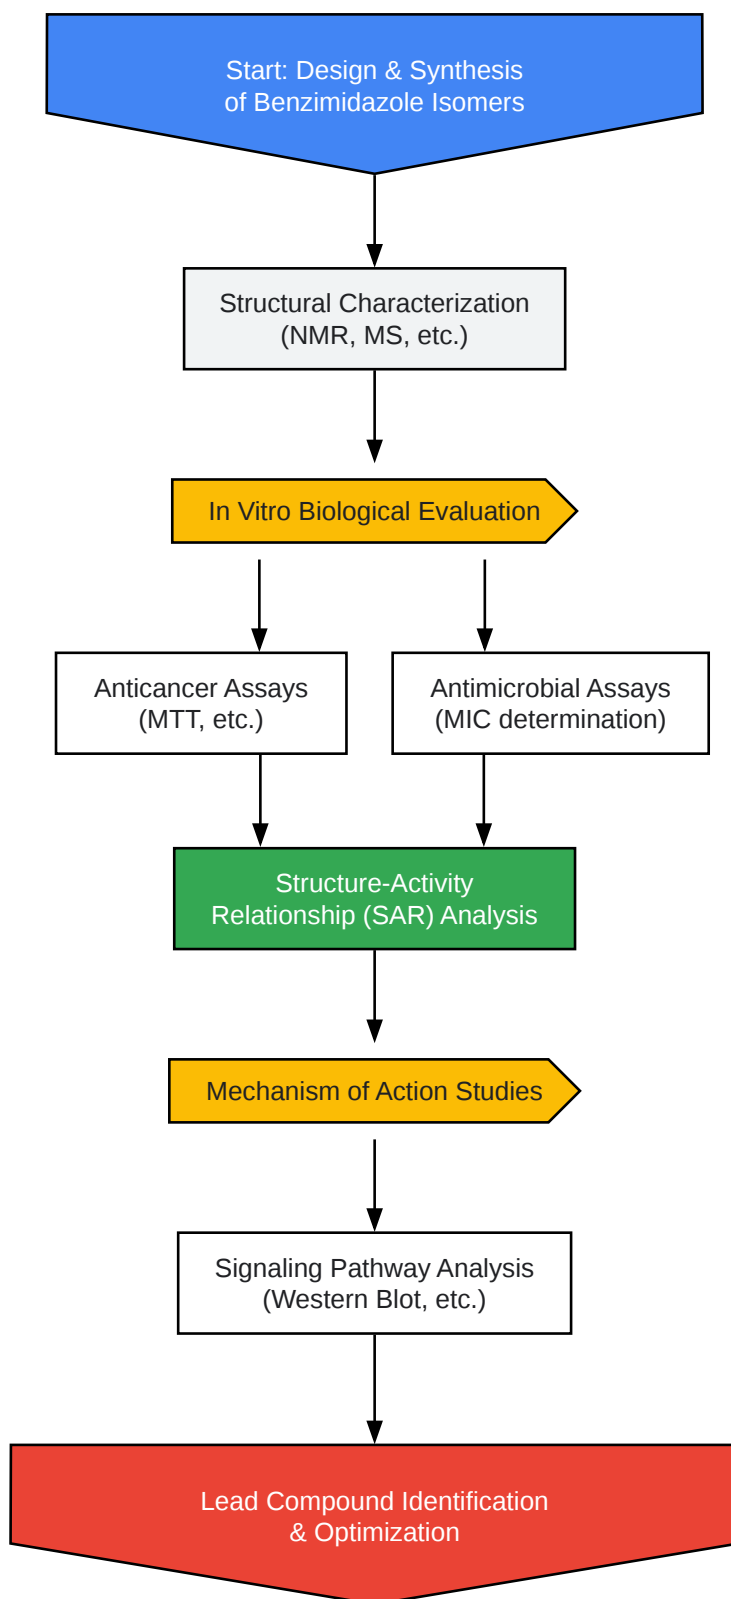 Start: Design & Synthesis
of Benzimidazole Isomers
Structural Characterization
(NMR, MS, etc.)
In Vitro Biological Evaluation
Anticancer Assays
(MTT, etc.)
Antimicrobial Assays
(MIC determination)
Structure-Activity
Relationship (SAR) Analysis
Mechanism of Action Studies
Signaling Pathway Analysis
(Western Blot, etc.)
Lead Compound Identification
& Optimization